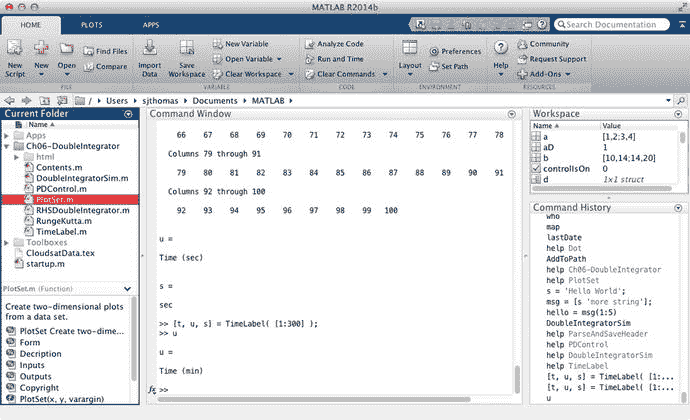 MATLAB R2014b
HOME PLOTS APPS Search Documentation
New Script New Open Find Files Compare Import Data Save Workspace New Variable Open Variable Clear Workspace Analyze Code Run and Time Clear Commands Layout Preferences Set Path Help Community Request Support Add-Ons
FILE VARIABLE CODE ENVIRONMENT RESOURCES
/ Users sjthomas Documents MATLAB
Current Folder
Name
Apps
Ch06-DoubleIntegrator
html
Contents.m
DoubleIntegratorSim.m
PDControl.m
PlotSet.m
RHSDoubleIntegrator.m
RungeKutta.m
TimeLabel.m
Toolboxes
CloudsatData.tex
startup.m
PlotSet.m (Function)
Create two-dimensional plots
from a data set.
PlotSet Create two-dime...
Form
Decription
Inputs
Outputs
Copyright
PlotSet(x, y, varargin)
Command Window
66 67 68 69 70 71 72 73 74 75 76 77 78
Columns 79 through 91
79 80 81 82 83 84 85 86 87 88 89 90 91
Columns 92 through 100
92 93 94 95 96 97 98 99 100
u =
Time (sec)
s =
sec
>> [t, u, s] = TimeLabel( [1:300] );
>> u
u =
Time (min)
fx >>
Workspace
Name Value
a [1,2;3,4]
aD 1
b [10,14;14,20]
controlIsOn 0
d 1x1 struct
Command History
who
map
lastDate
help Dot
AddToPath
help Ch06-DoubleIntegrator
help PlotSet
s = 'Hello World';
msg = [s 'nore string'];
hello = msg(1:5)
DoubleIntegratorSim
help ParseAndSaveHeader
help PDControl
help DoubleIntegratorSim
help TimeLabel
[t, u, s] = TimeLabel( [1:...
[t, u, s] = TimeLabel( [1:...
u